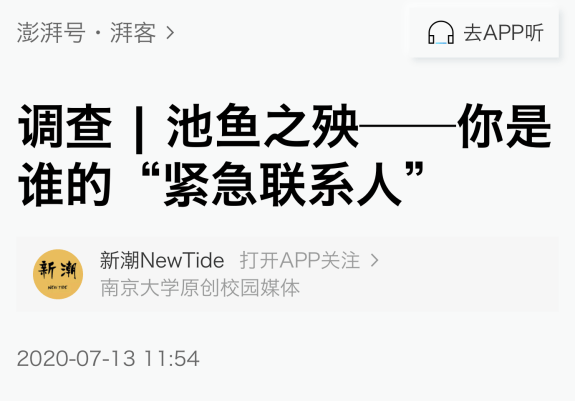 澎湃号・湃客 >
去APP听
调查 | 池鱼之殃——你是
谁的“紧急联系人”
新潮
NEW TIDE
新潮NewTide 打开APP关注 >
南京大学原创校园媒体
2020-07-13 11:54